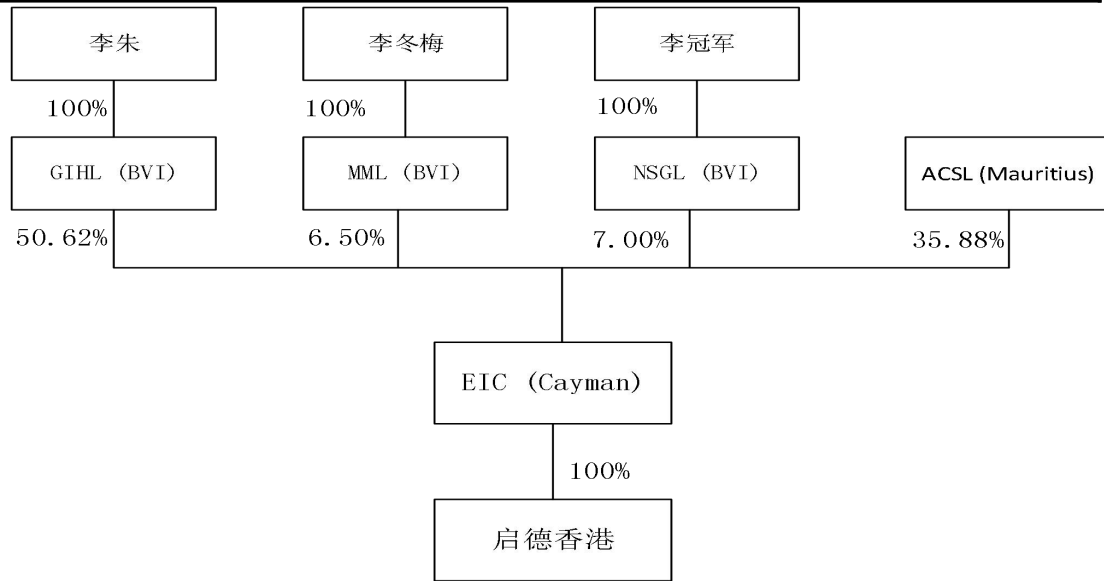 李朱
李冬梅
李冠军
100%
100%
100%
GIHL (BVI)
MML (BVI)
NSGL (BVI)
ACSL (Mauritius)
50.62%
6.50%
7.00%
35.88%
EIC (Cayman)
100%
启德香港